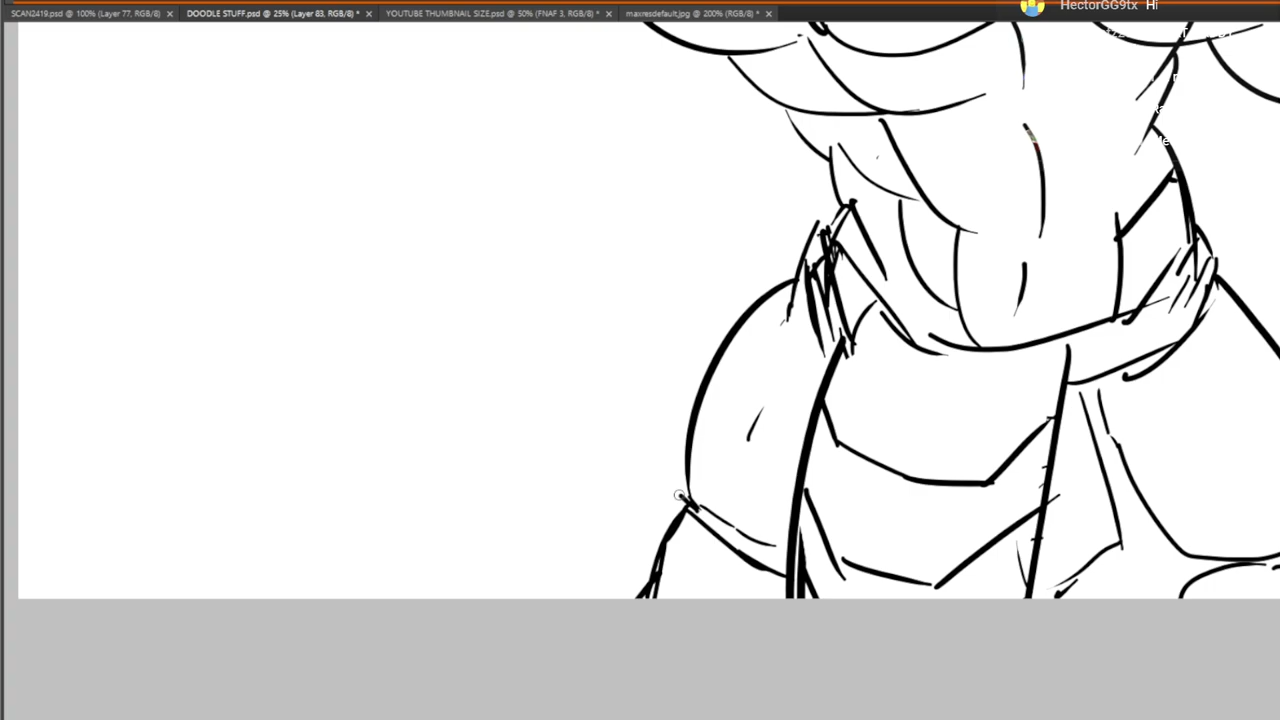 HectorGG9tx Hi
SCAN2419.psd @ 100% (Layer 77, RGB/8) DOODLE STUFF.psd @ 25% (Layer 83, RGB/8) * YOUTUBE THUMBNAIL SIZE.psd @ 50% (FNAF 3, RGB/8) * maxresdefault.jpg @ 200% (RGB/8) *